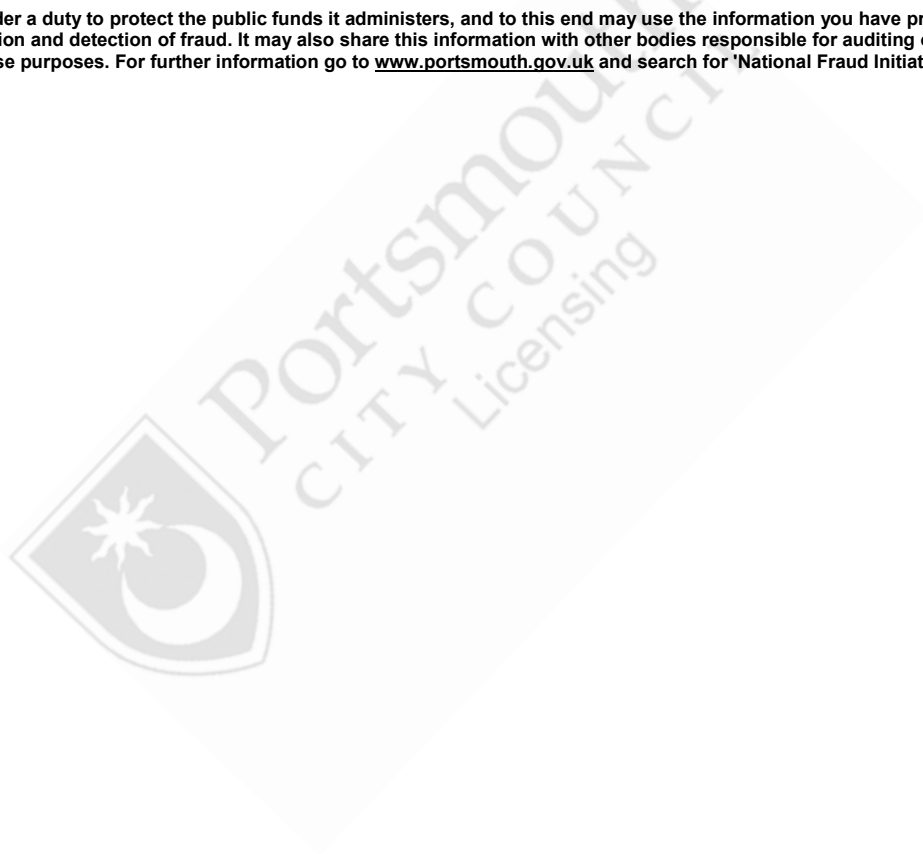 der a duty to protect the public funds it administers, and to this end may use the information you have pr
ion and detection of fraud. It may also share this information with other bodies responsible for auditing
se purposes. For further information go to www.portsmouth.gov.uk and search for 'National Fraud Initiat
Portsmouth
CITY COUNCIL
Licensing